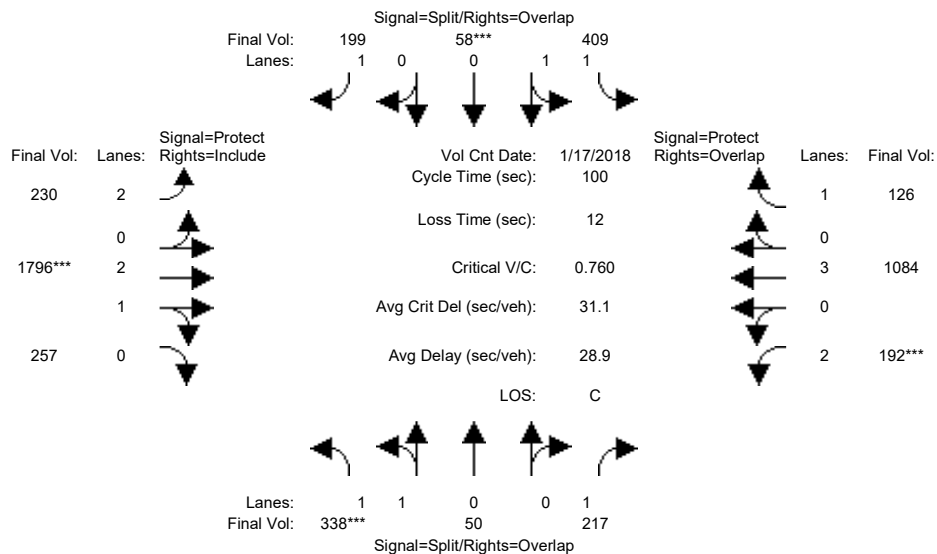 Signal=Split/Rights=Overlap
Final Vol: 199 58*** 409
Lanes: 1 0 0 1 1
Signal=Protect
Final Vol: Lanes: Rights=Include
Vol Cnt Date: 1/17/2018
Signal=Protect
Rights=Overlap Lanes: Final Vol:
Cycle Time (sec): 100
230 2
1 126
Loss Time (sec): 12
0
0
1796*** 2
Critical V/C: 0.760
3 1084
1
Avg Crit Del (sec/veh): 31.1
0
257 0
Avg Delay (sec/veh): 28.9
2 192***
LOS: C
Lanes: 1 1 0 0 1
Final Vol: 338*** 50 217
Signal=Split/Rights=Overlap